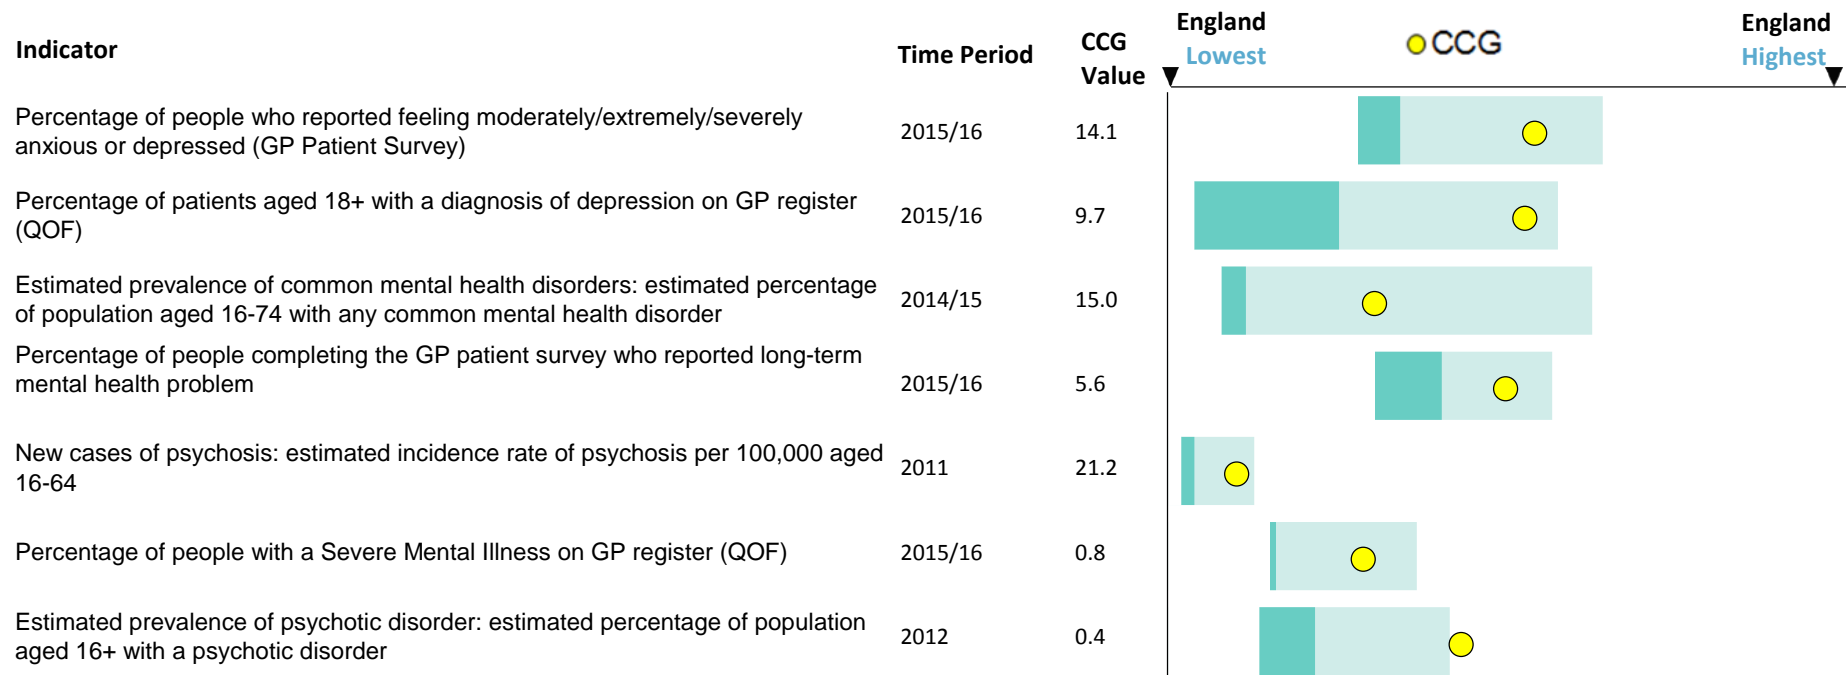 Indicator
Time Period
CCG
Value
England
Lowest
CCG
England
Highest
Percentage of people who reported feeling moderately/extremely/severely
anxious or depressed (GP Patient Survey)
2015/16
14.1
Percentage of patients aged 18+ with a diagnosis of depression on GP register
(QOF)
2015/16
9.7
Estimated prevalence of common mental health disorders: estimated percentage
of population aged 16-74 with any common mental health disorder
2014/15
15.0
Percentage of people completing the GP patient survey who reported long-term
mental health problem
2015/16
5.6
New cases of psychosis: estimated incidence rate of psychosis per 100,000 aged
16-64
2011
21.2
Percentage of people with a Severe Mental Illness on GP register (QOF)
2015/16
0.8
Estimated prevalence of psychotic disorder: estimated percentage of population
aged 16+ with a psychotic disorder
2012
0.4